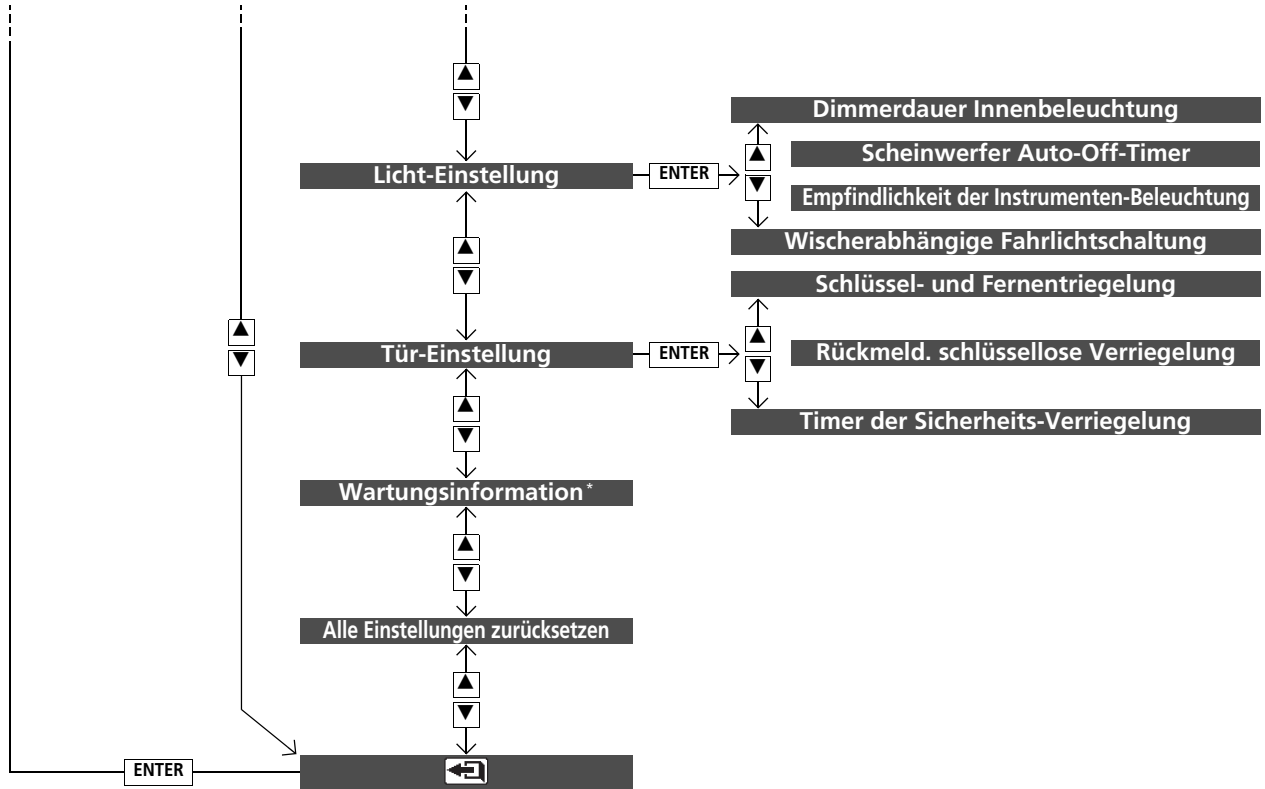 ▲
▼
Dimmerdauer Innenbeleuchtung
▲
Scheinwerfer Auto-Off-Timer
Licht-Einstellung
ENTER
▼
Empfindlichkeit der Instrumenten-Beleuchtung
Wischerabhängige Fahrlichtschaltung
▲
▼
Schlüssel- und Fernentriegelung
▲
▼
Tür-Einstellung
ENTER
▲
▼
Rückmeld. schlüssellose Verriegelung
Timer der Sicherheits-Verriegelung
▲
▼
Wartungsinformation*
▲
▼
Alle Einstellungen zurücksetzen
▲
▼
ENTER